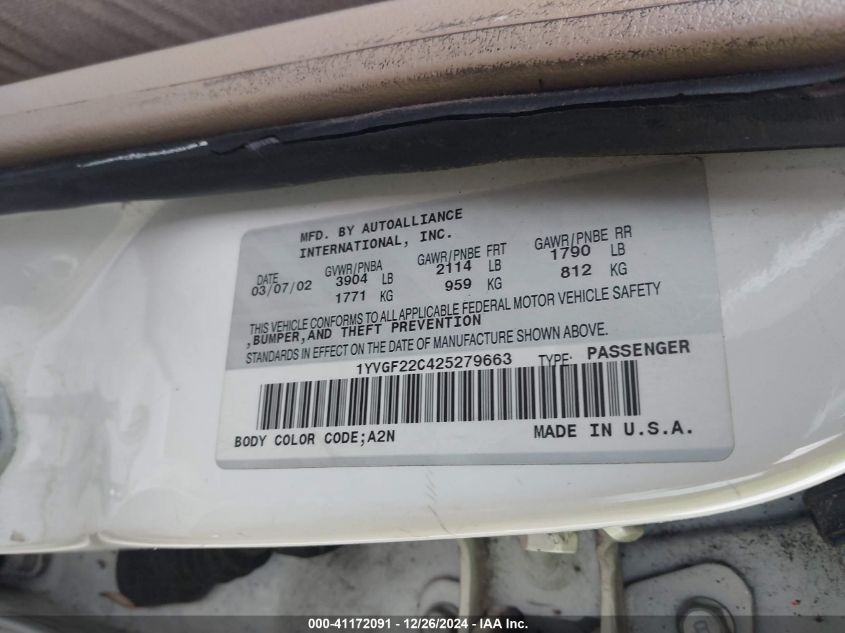 MFD. BY AUTOALLIANCE
INTERNATIONAL, INC.
DATE GVWR/PNBA GAWR/PNBE FRT GAWR/PNBE RR
03/07/02 3904 LB 2114 LB 1790 LB
1771 KG 959 KG 812 KG
THIS VEHICLE CONFORMS TO ALL APPLICABLE FEDERAL MOTOR VEHICLE SAFETY
,BUMPER,AND THEFT PREVENTION
STANDARDS IN EFFECT ON THE DATE OF MANUFACTURE SHOWN ABOVE.
1YVGF22C425279663 TYPE: PASSENGER
BODY COLOR CODE;A2N MADE IN U.S.A.
000-41172091 - 12/26/2024 - IAA Inc.